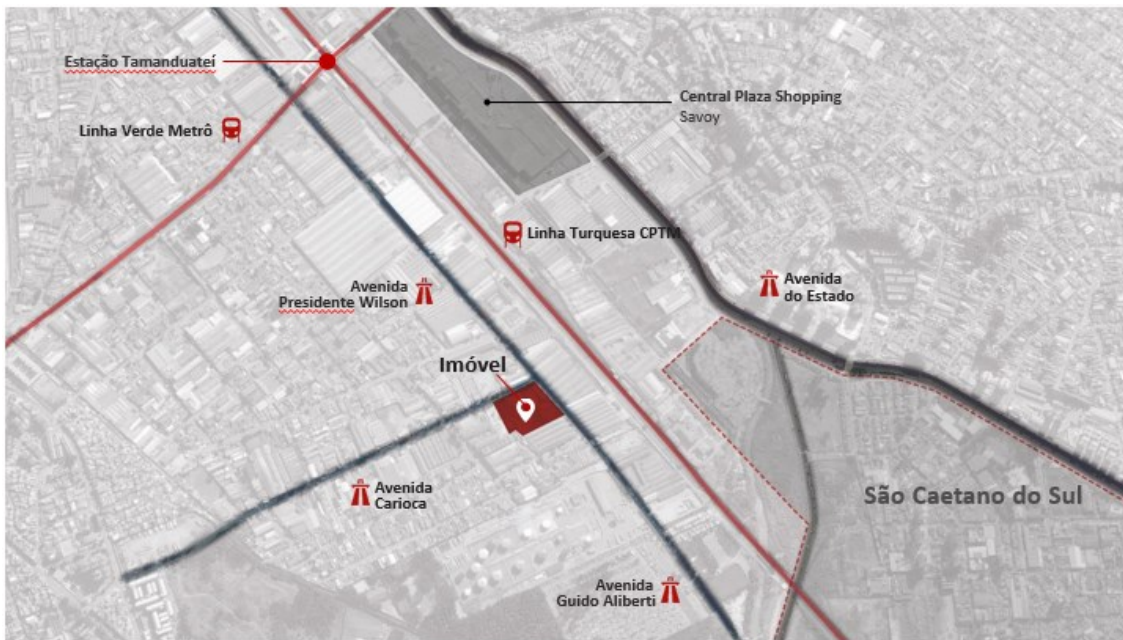 Estação Tamanduateí
Central Plaza Shopping
Savoy
Linha Verde Metrô
Linha Turquesa CPTM
Avenida
Presidente Wilson
Avenida
do Estado
Imóvel
Avenida
Carioca
São Caetano do Sul
Avenida
Guido Aliberti